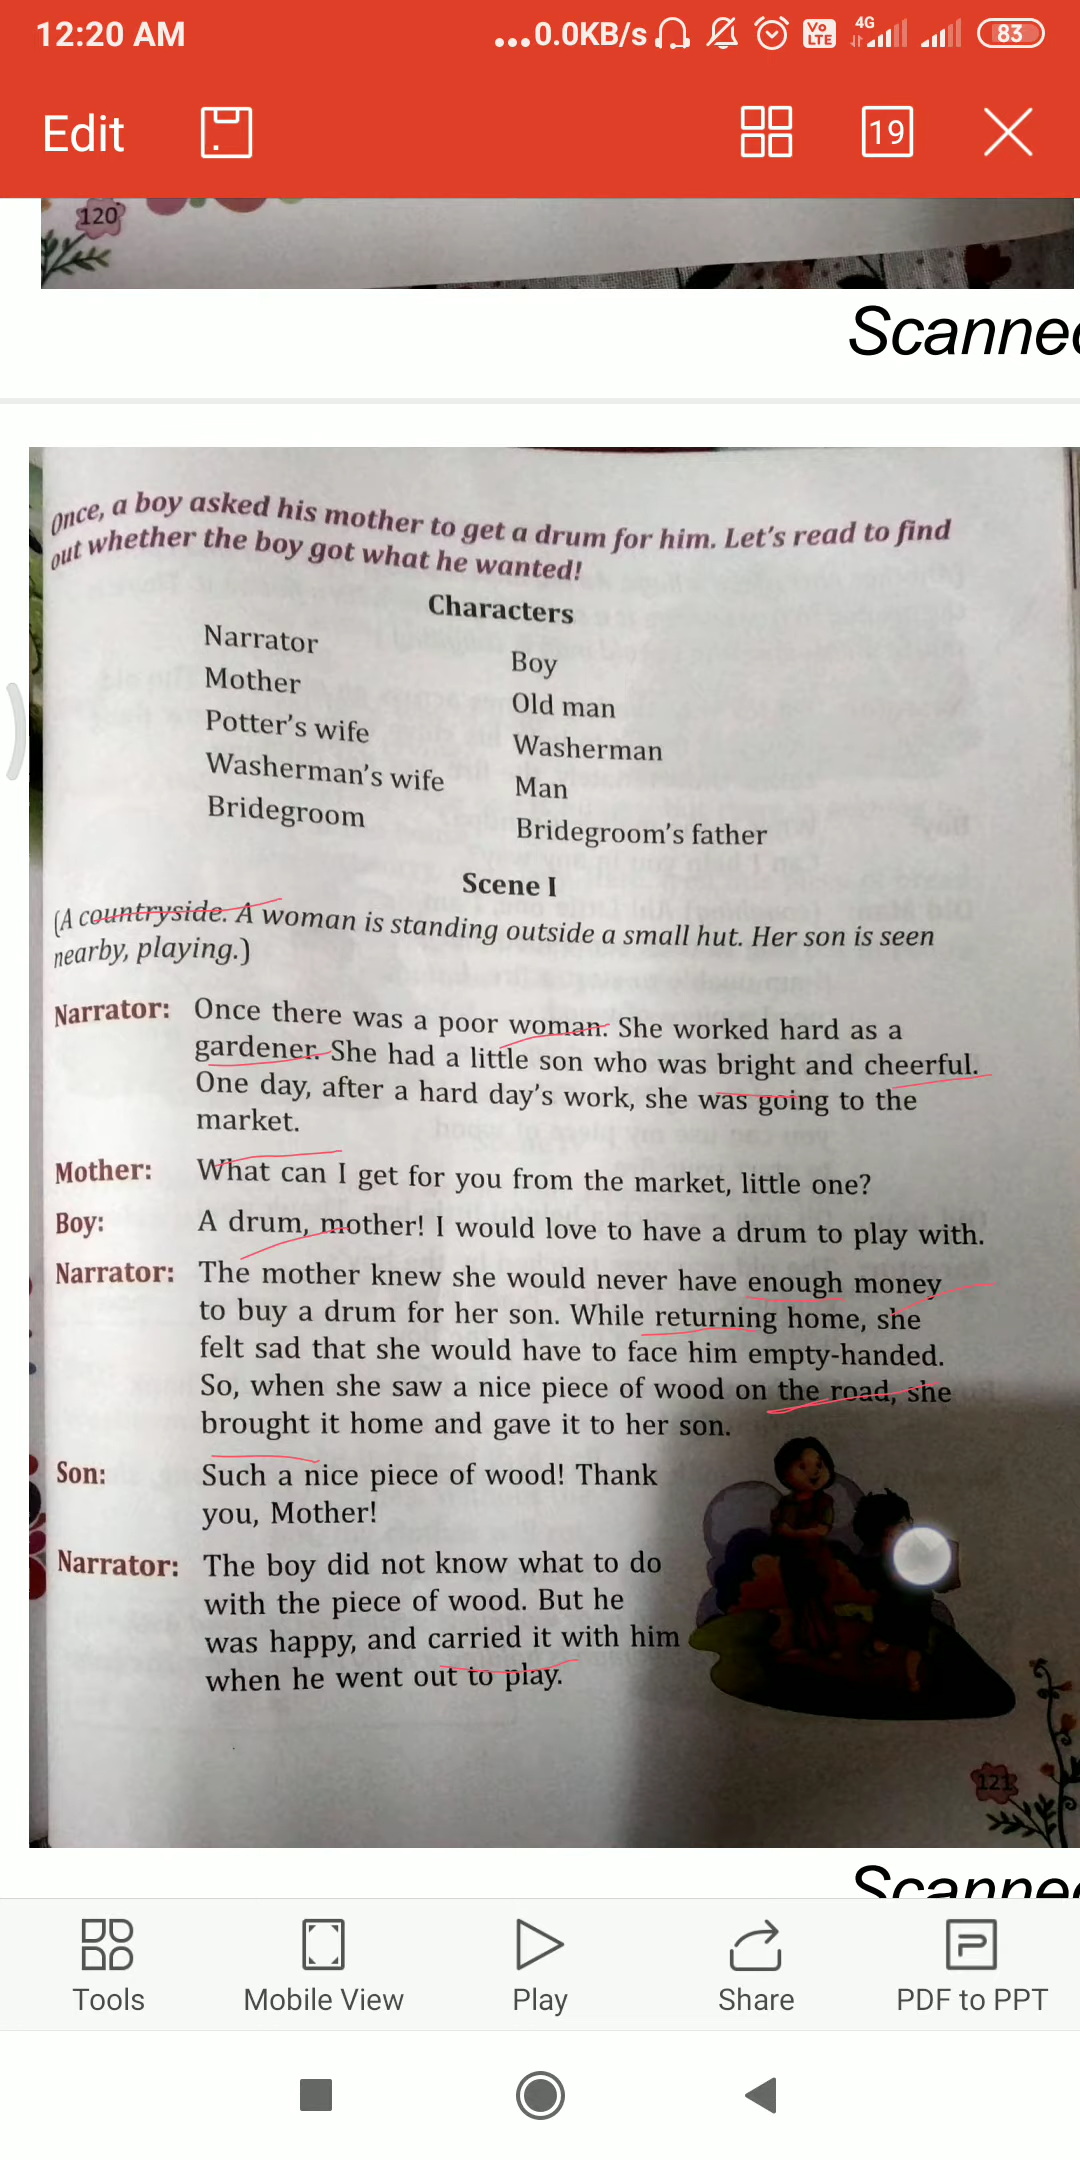 12:20 AM
...0.0KB/s
Vo LTE
4G
83
Edit
19
120
Scanne
Once, a boy asked his mother to get a drum for him. Let's read to find
out whether the boy got what he wanted!
Characters
Narrator
Boy
Mother
Old man
Potter's wife
Washerman
Washerman's wife
Man
Bridegroom
Bridegroom's father
Scene I
(A countryside. A woman is standing outside a small hut. Her son is seen
nearby, playing.)
Narrator: Once there was a poor woman. She worked hard as a
gardener. She had a little son who was bright and cheerful.
One day, after a hard day's work, she was going to the
market.
Mother: What can I get for you from the market, little one?
Boy: A drum, mother! I would love to have a drum to play with.
Narrator: The mother knew she would never have enough money
to buy a drum for her son. While returning home, she
felt sad that she would have to face him empty-handed.
So, when she saw a nice piece of wood on the road, she
brought it home and gave it to her son.
Son: Such a nice piece of wood! Thank
you, Mother!
Narrator: The boy did not know what to do
with the piece of wood. But he
was happy, and carried it with him
when he went out to play.
121
Scanne
Tools
Mobile View
Play
Share
PDF to PPT